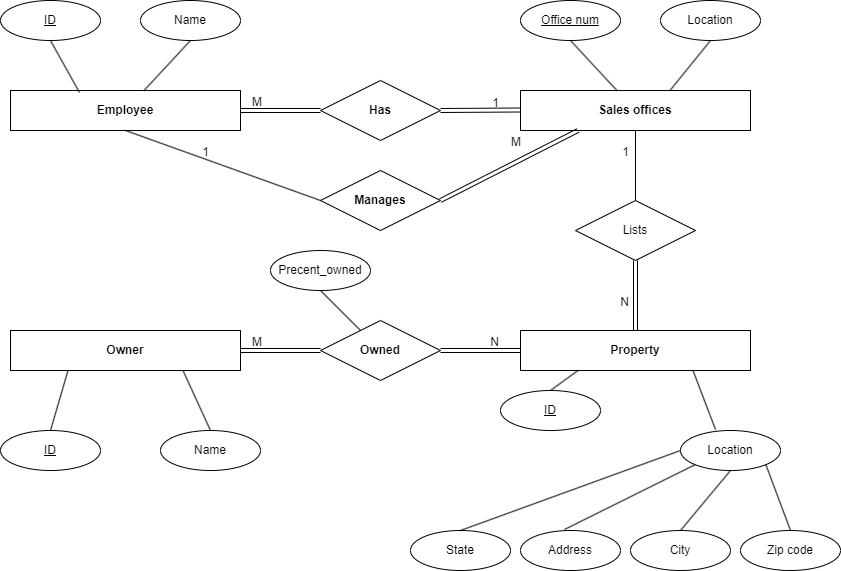 ID
Name
Office num
Location
Employee
M
Has
1
Sales offices
1
Manages
M
1
Lists
N
Precent_owned
Owner
M
Owned
N
Property
ID
ID
Name
Location
State
Address
City
Zip code